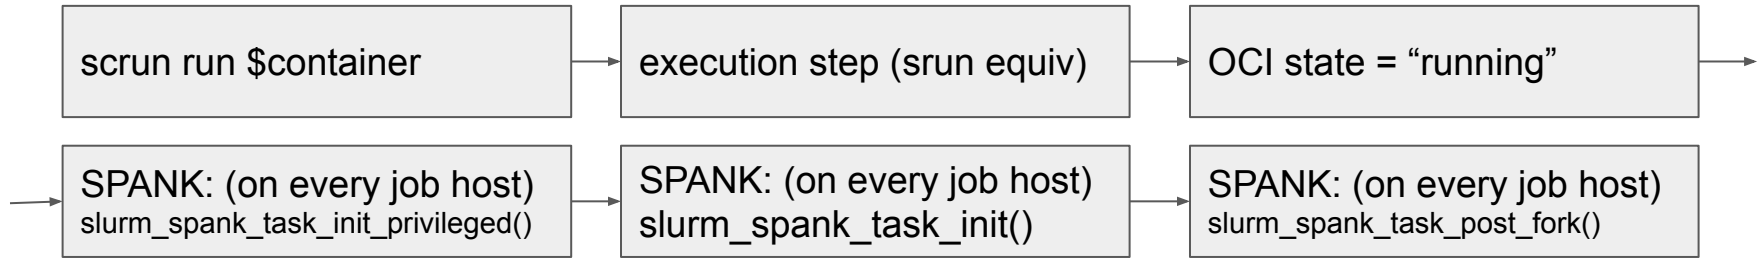 scrun run $container
execution step (srun equiv)
OCI state = “running”
SPANK: (on every job host)
slurm_spank_task_init_privileged()
SPANK: (on every job host)
slurm_spank_task_init()
SPANK: (on every job host)
slurm_spank_task_post_fork()